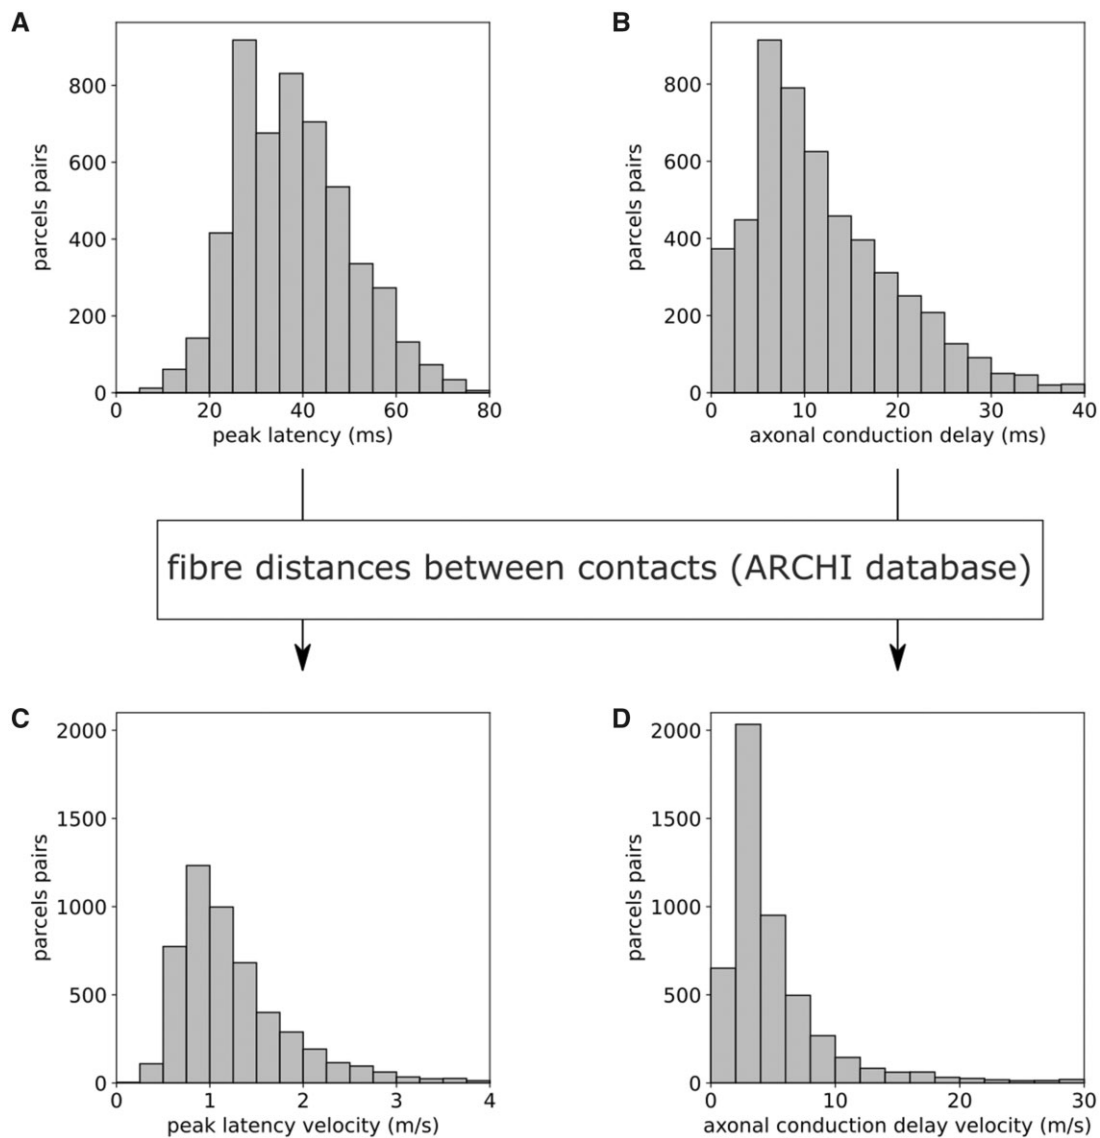 A
B
800
600
400
200
0
parcels pairs
0 20 40 60 80
peak latency (ms)
800
600
400
200
0
parcels pairs
0 10 20 30 40
axonal conduction delay (ms)
fibre distances between contacts (ARCHI database)
C
D
2000
1500
1000
500
0
parcels pairs
0 1 2 3 4
peak latency velocity (m/s)
2000
1500
1000
500
0
parcels pairs
0 10 20 30
axonal conduction delay velocity (m/s)